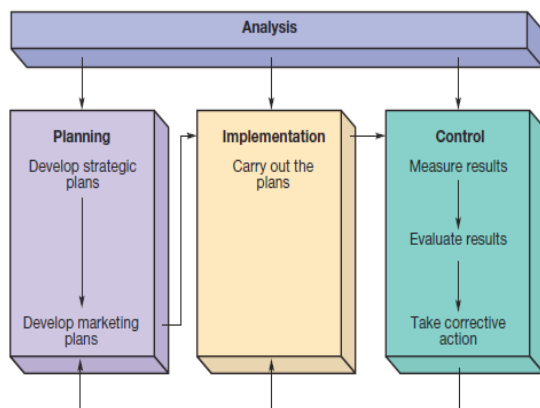 Analysis
Planning
Develop strategic
plans
Develop marketing
plans
Implementation
Carry out the
plans
Control
Measure results
Evaluate results
Take corrective
action